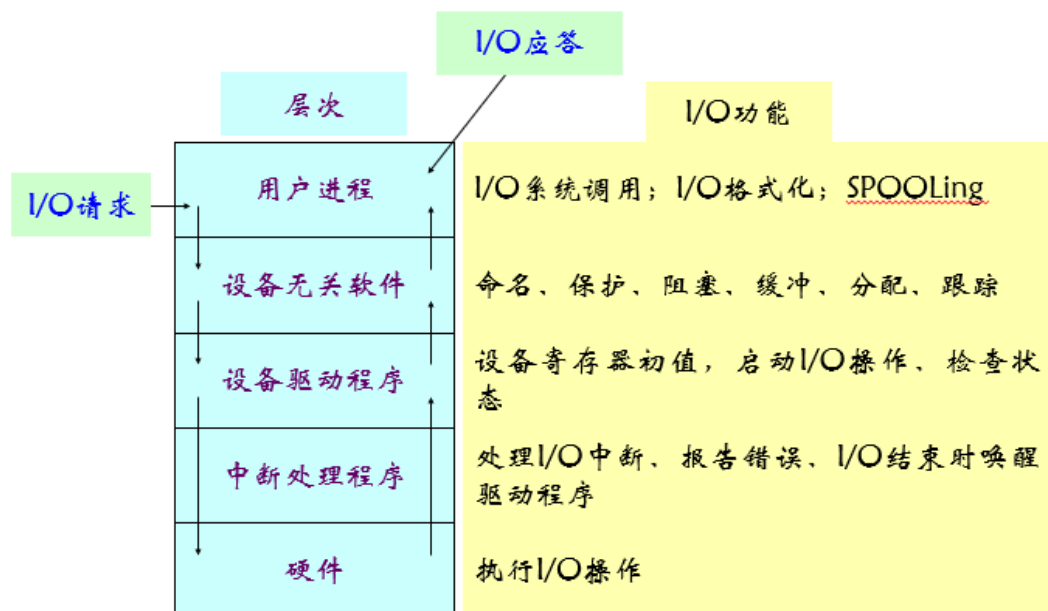 I/O应答
层次
I/O功能
I/O请求
用户进程
I/O系统调用；I/O格式化；SPOOLing
设备无关软件
命名、保护、阻塞、缓冲、分配、跟踪
设备驱动程序
设备寄存器初值，启动I/O操作、检查状
态
中断处理程序
处理I/O中断、报告错误、I/O结束时唤醒
驱动程序
硬件
执行I/O操作